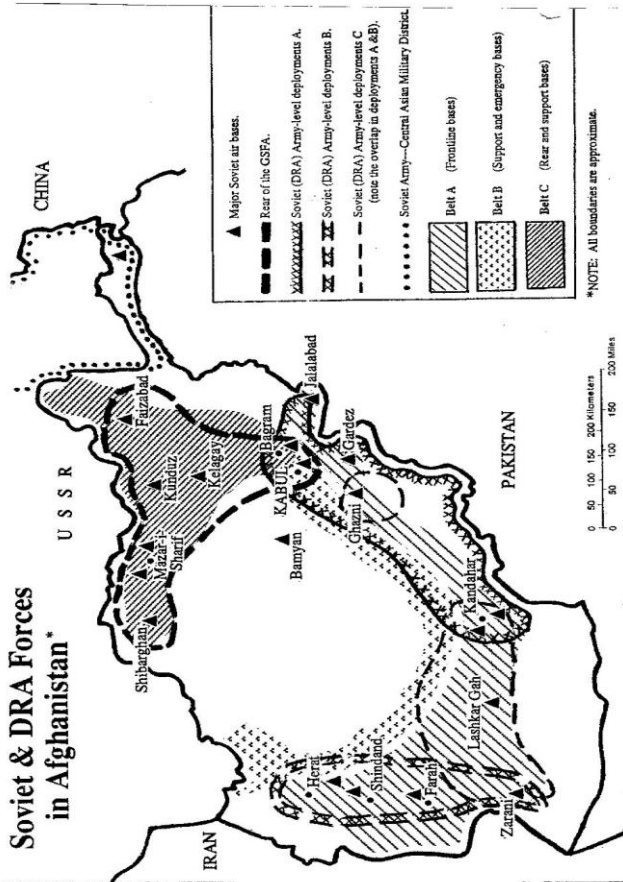 Soviet & DRA Forces
in Afghanistan*
USSR
CHINA
IRAN
PAKISTAN
Shibarghan
Mazar-i-
Sharif
Kunduz
Kelagay
Faizabad
Bamyan
KABUL
Bagram
Jalalabad
Gardez
Ghazni
Kandahar
Lashkar Gah
Herat
Shindand
Farah
Zaranj
Major Soviet air bases.
Rear of the GSFA.
Soviet (DRA) Army-level deployments A.
Soviet (DRA) Army-level deployments B.
Soviet (DRA) Army-level deployments C
(note the overlap in deployments A &B).
Soviet Army—Central Asian Military District.
Belt A (Frontline bases)
Belt B (Support and emergency bases)
Belt C (Rear and support bases)
*NOTE: All boundaries are approximate.
50 0 50 100 150 200 Kilometers
50 0 50 100 150 200 Miles